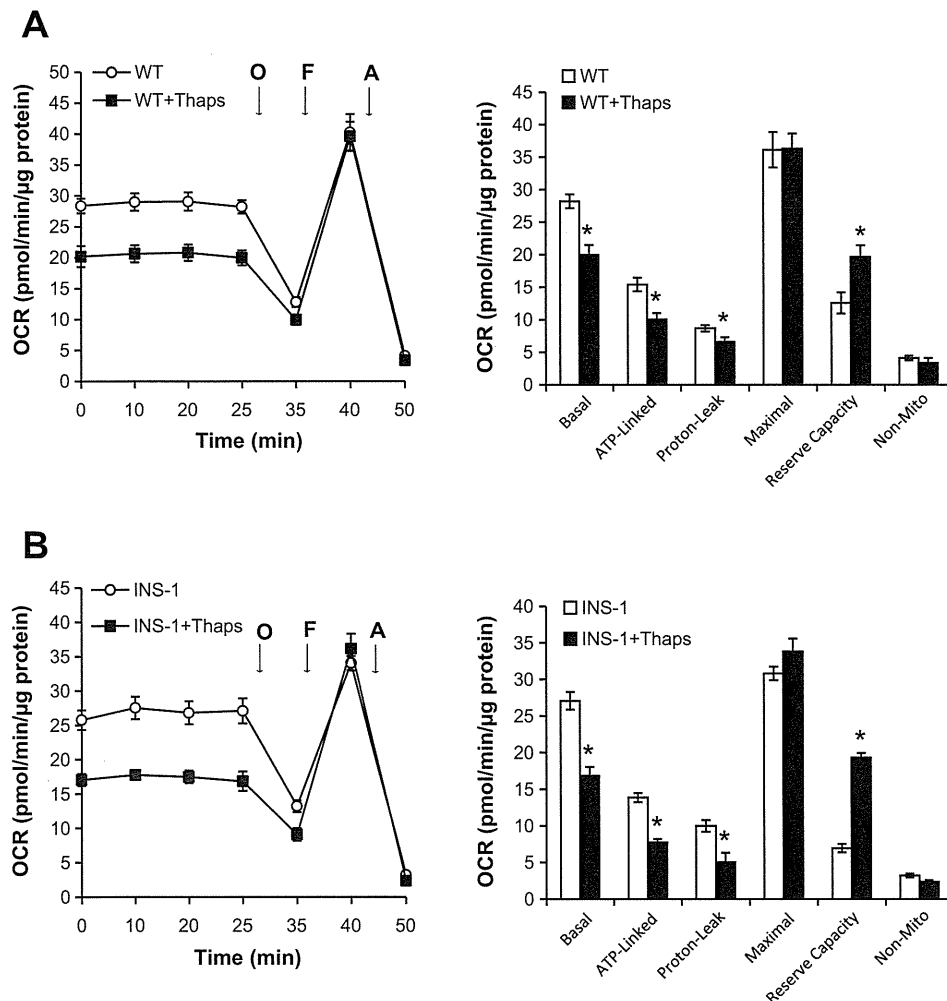 A
WT
WT+Thaps
O F A
OCR (pmol/min/µg protein)
50
45
40
35
30
25
20
15
10
5
0
0 10 20 25 35 40 50
Time (min)
WT
WT+Thaps
OCR (pmol/min/µg protein)
45
40
35
30
25
20
15
10
5
0
* * * *
Basal
ATP-Linked
Proton-Leak
Maximal
Reserve Capacity
Non-Mito
B
INS-1
INS-1+Thaps
O F A
OCR (pmol/min/µg protein)
45
40
35
30
25
20
15
10
5
0
0 10 20 25 35 40 50
Time (min)
INS-1
INS-1+Thaps
OCR (pmol/min/µg protein)
40
35
30
25
20
15
10
5
0
* * * *
Basal
ATP-Linked
Proton-Leak
Maximal
Reserve Capacity
Non-Mito